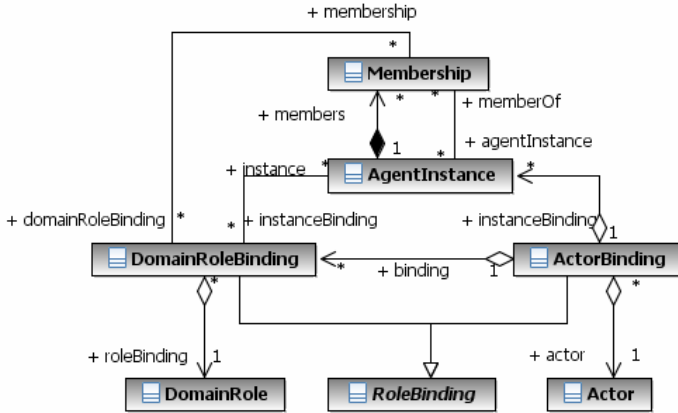 + membership
*
Membership
* *
+ memberOf
+ members
+ agentInstance
1 *
+ instance * AgentInstance *
+ domainRoleBinding * * + instanceBinding + instanceBinding 1
DomainRoleBinding ActorBinding
* + binding 1
* *
+ roleBinding 1 + actor 1
DomainRole RoleBinding Actor